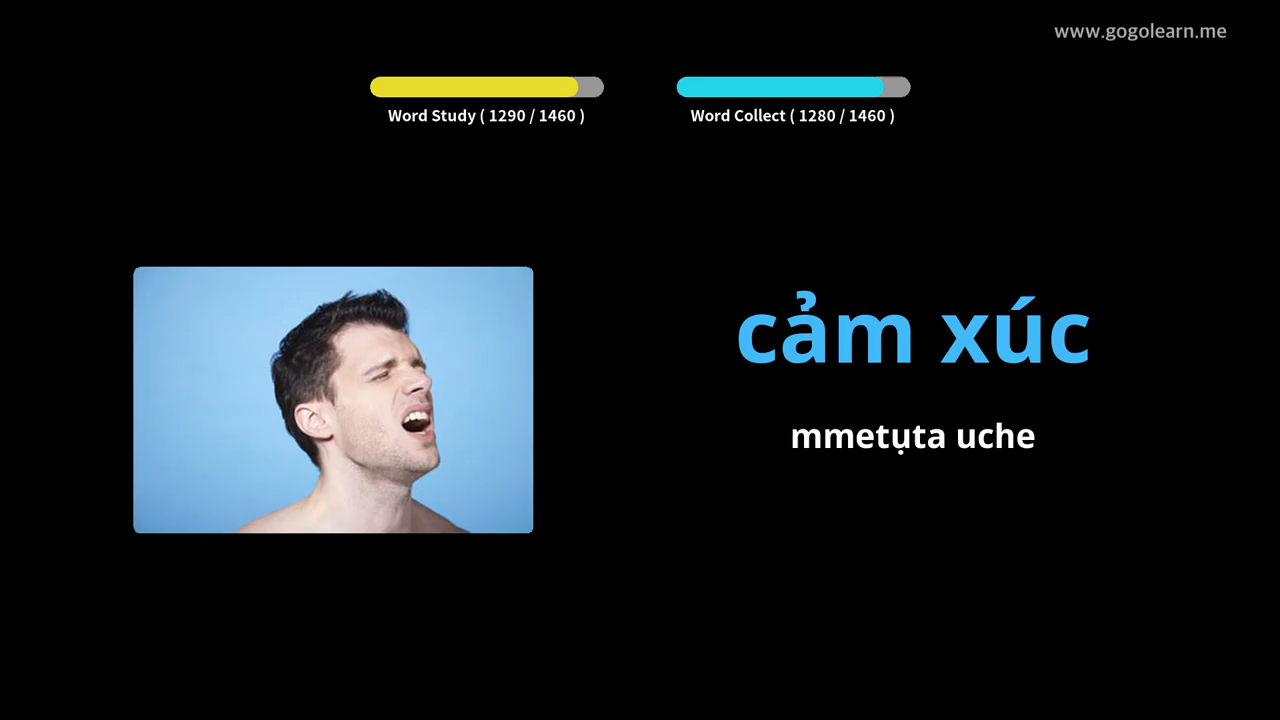 www.gogolearn.me
Word Study ( 1290 / 1460 )
Word Collect ( 1280 / 1460 )
cảm xúc
mmetụta uche